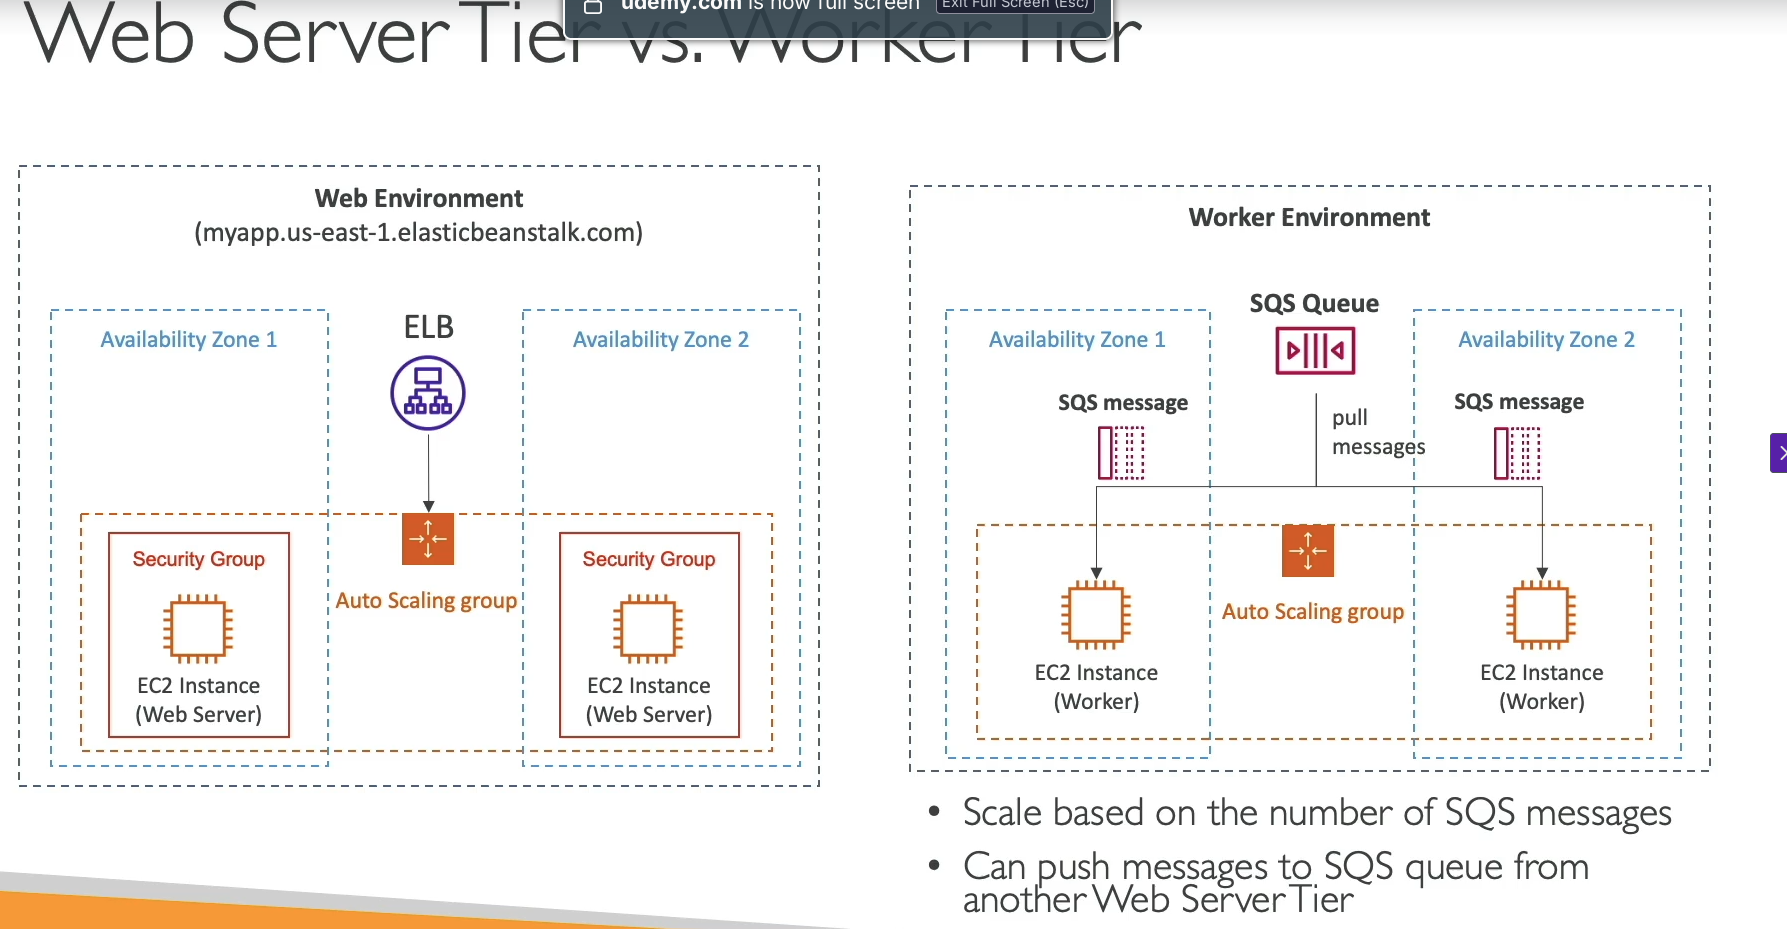 udemy.com is now full screen
Exit Full Screen (Esc)
Web Server Tier vs. Worker Tier
Web Environment
(myapp.us-east-1.elasticbeanstalk.com)
Availability Zone 1
ELB
Availability Zone 2
Security Group
Auto Scaling group
Security Group
EC2 Instance
(Web Server)
EC2 Instance
(Web Server)
Worker Environment
SQS Queue
Availability Zone 1
Availability Zone 2
SQS message
pull
messages
SQS message
Auto Scaling group
EC2 Instance
(Worker)
EC2 Instance
(Worker)
• Scale based on the number of SQS messages
• Can push messages to SQS queue from
another Web Server Tier